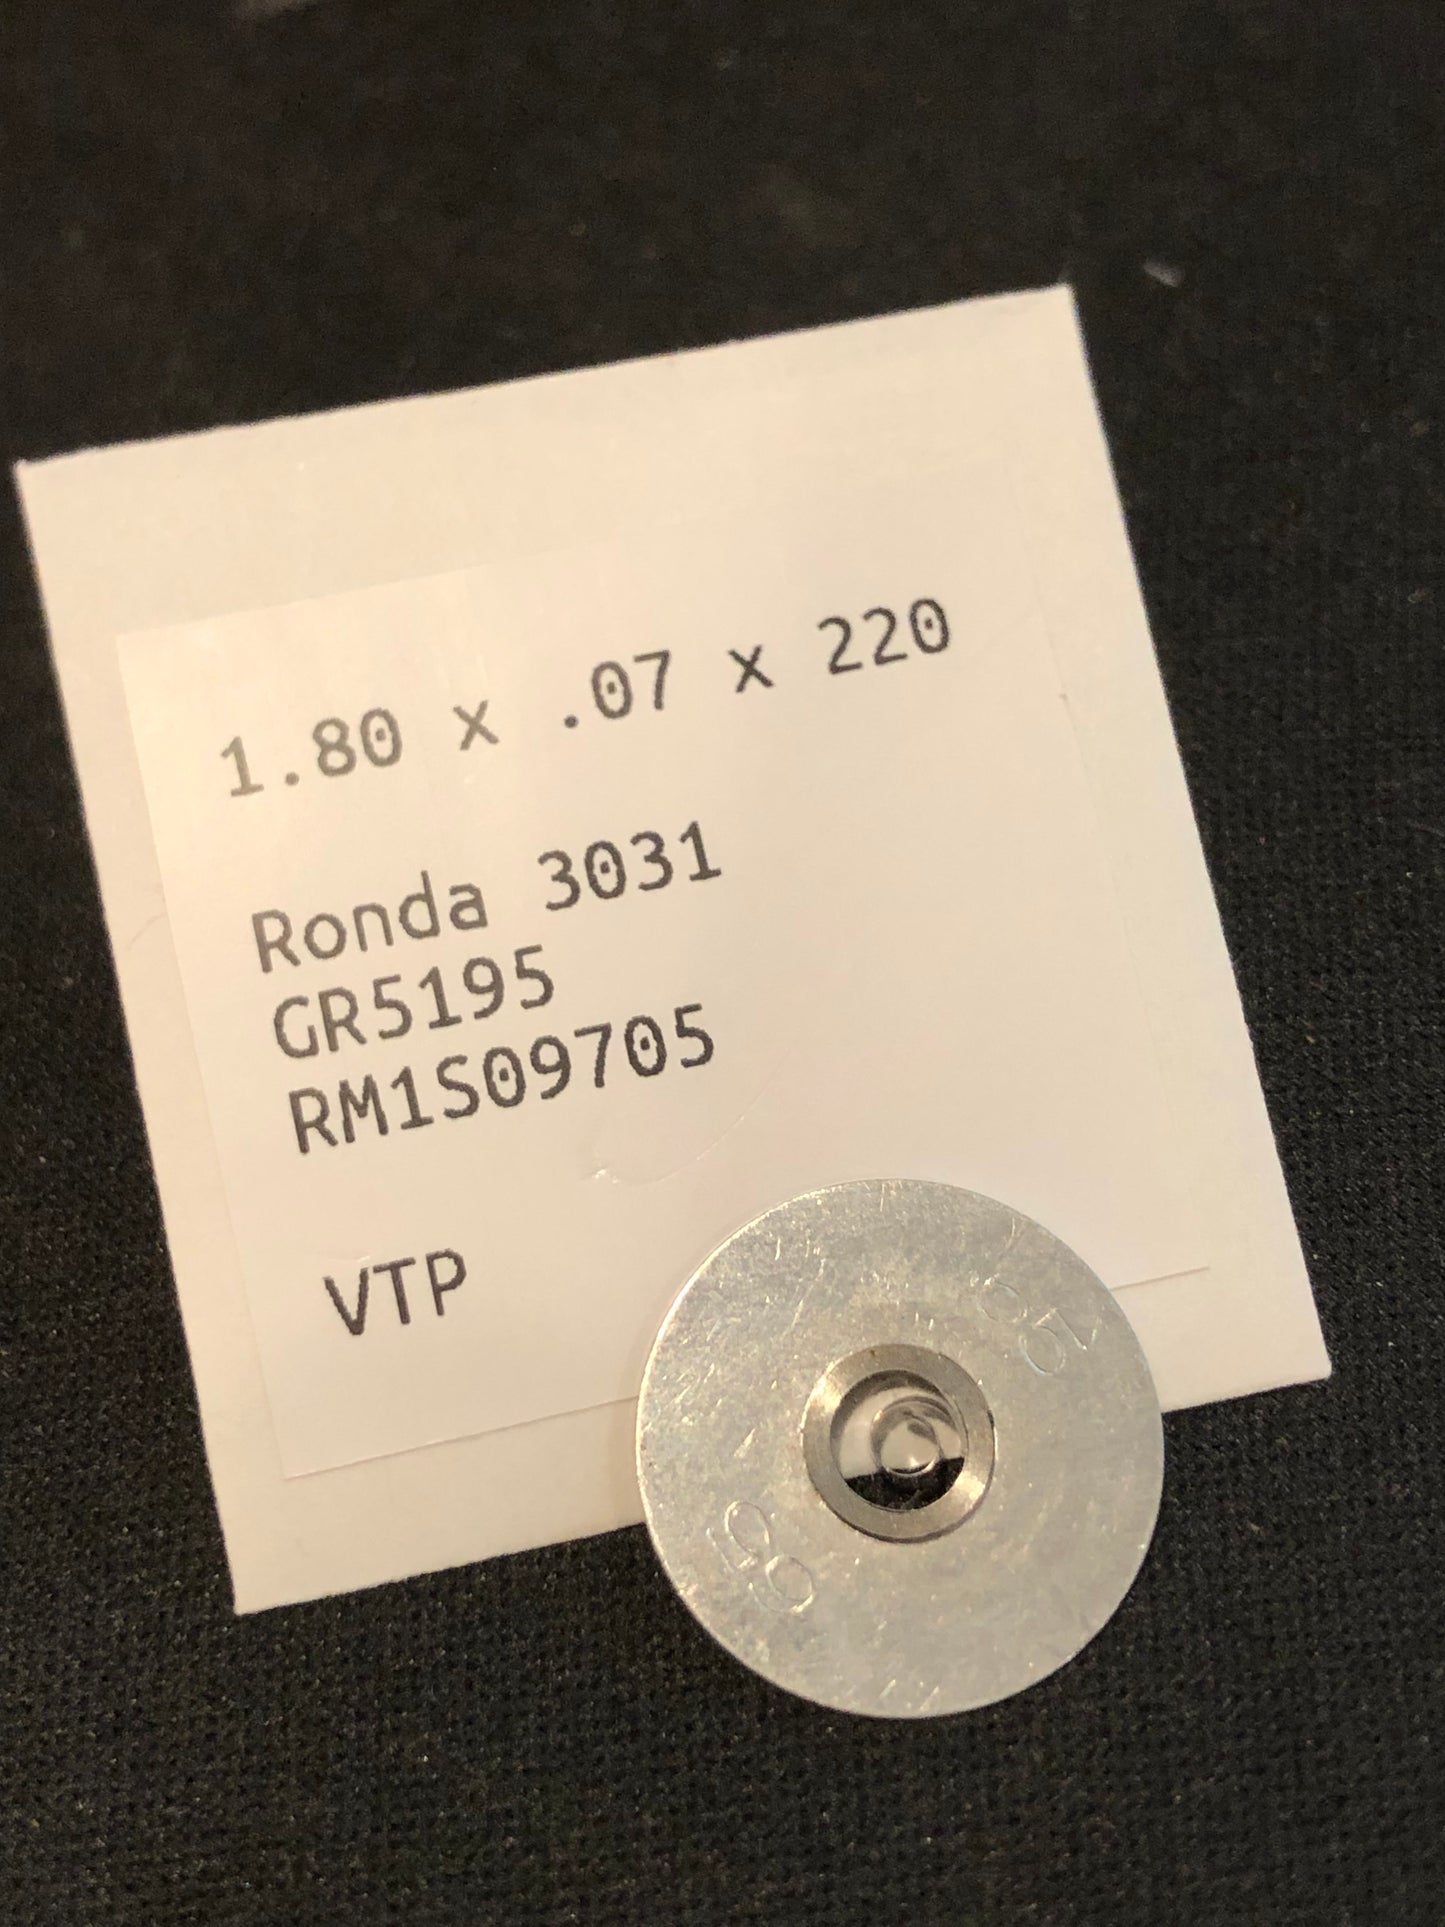 1.80 x .07 x 220
Ronda 3031
GR5195
RM1S09705
VTP